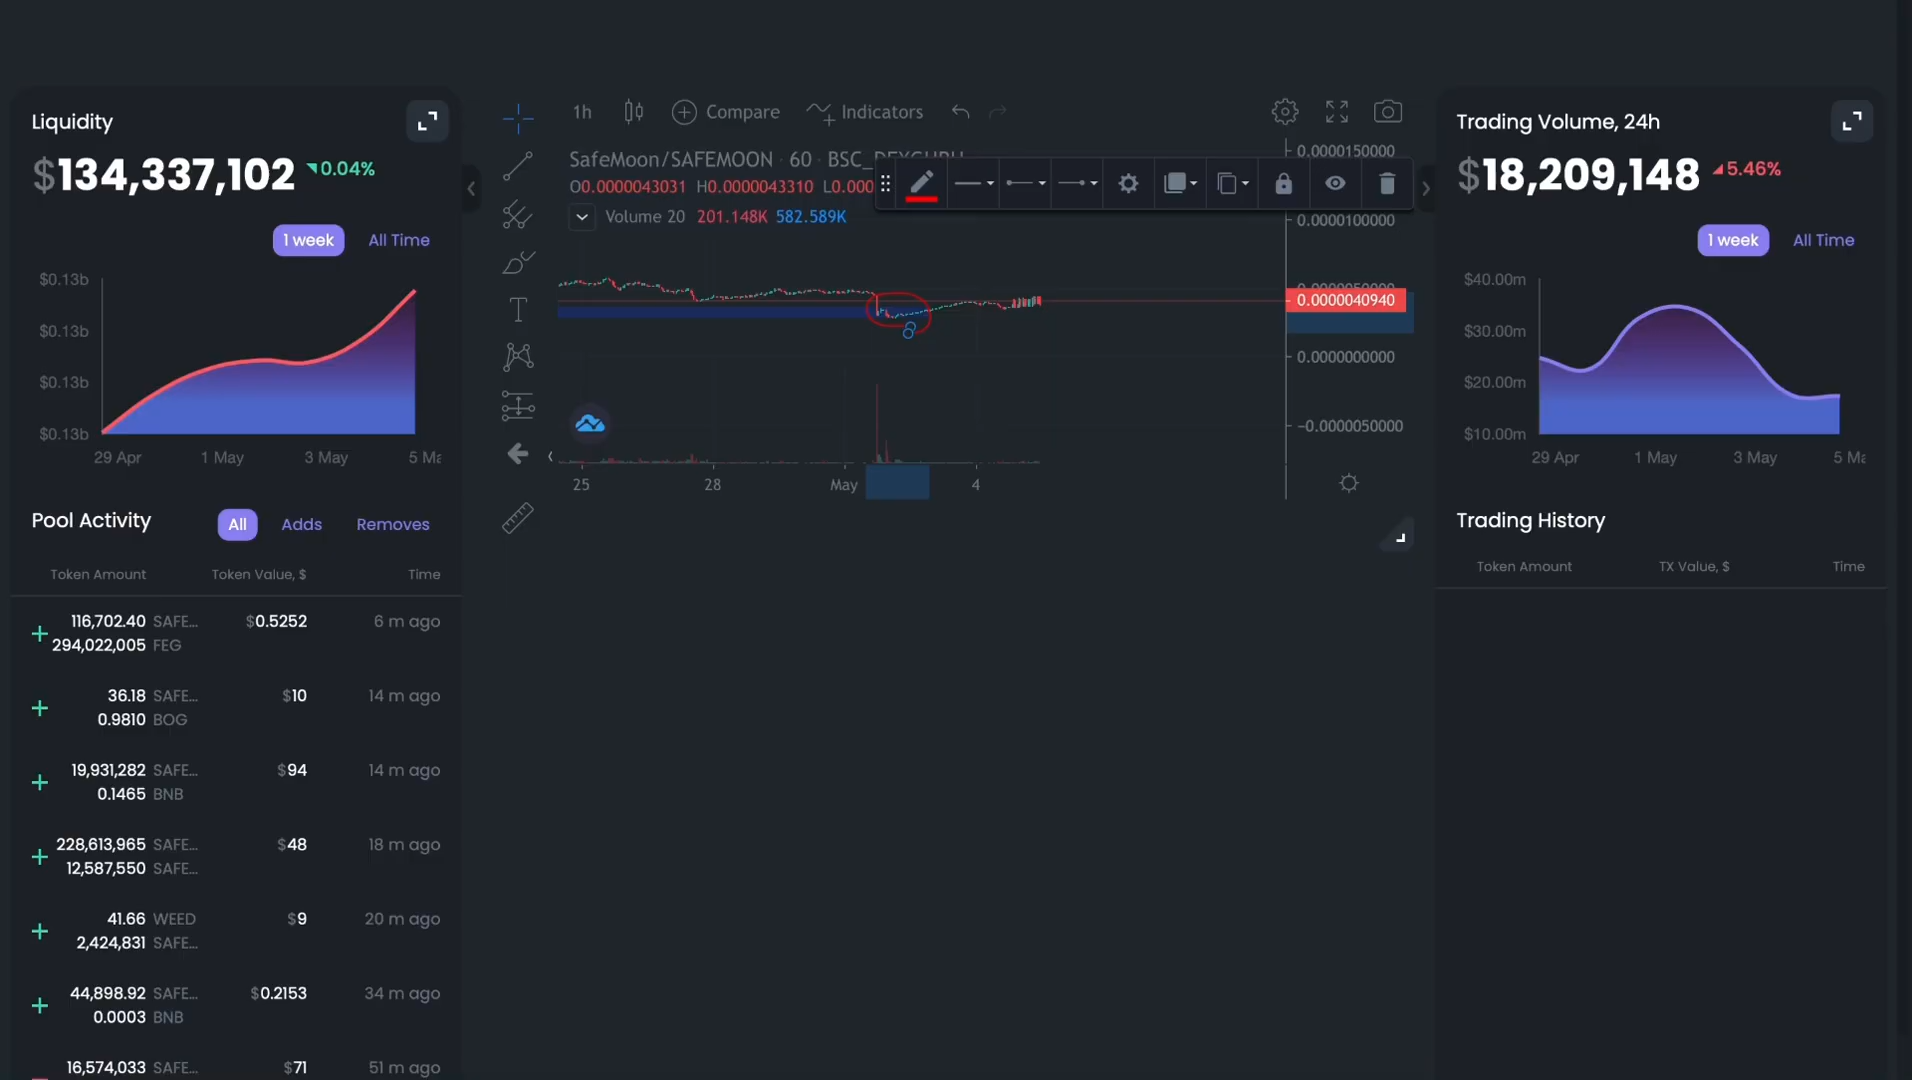 Liquidity
$134,337,102 0.04%
1 week All Time
$0.13b
$0.13b
$0.13b
$0.13b
29 Apr 1 May 3 May 5 Ma
Pool Activity All Adds Removes
Token Amount Token Value, $ Time
116,702.40 SAFE... $0.5252 6 m ago
294,022,005 FEG
36.18 SAFE... $10 14 m ago
0.9810 BOG
19,931,282 SAFE... $94 14 m ago
0.1465 BNB
228,613,965 SAFE... $48 18 m ago
12,587,550 SAFE...
41.66 WEED $9 20 m ago
2,424,831 SAFE...
44,898.92 SAFE... $0.2153 34 m ago
0.0003 BNB
16,574,033 SAFE... $71 51 m ago
1h Compare Indicators
SafeMoon/SAFEMOON · 60 · BSC_DEXGURU
O0.0000043031 H0.0000043310 L0.000
Volume 20 201.148K 582.589K
0.0000150000
0.0000100000
0.0000040940
0.0000000000
−0.0000050000
25 28 May 4
Trading Volume, 24h
$18,209,148 5.46%
1 week All Time
$40.00m
$30.00m
$20.00m
$10.00m
29 Apr 1 May 3 May 5 Ma
Trading History
Token Amount TX Value, $ Time